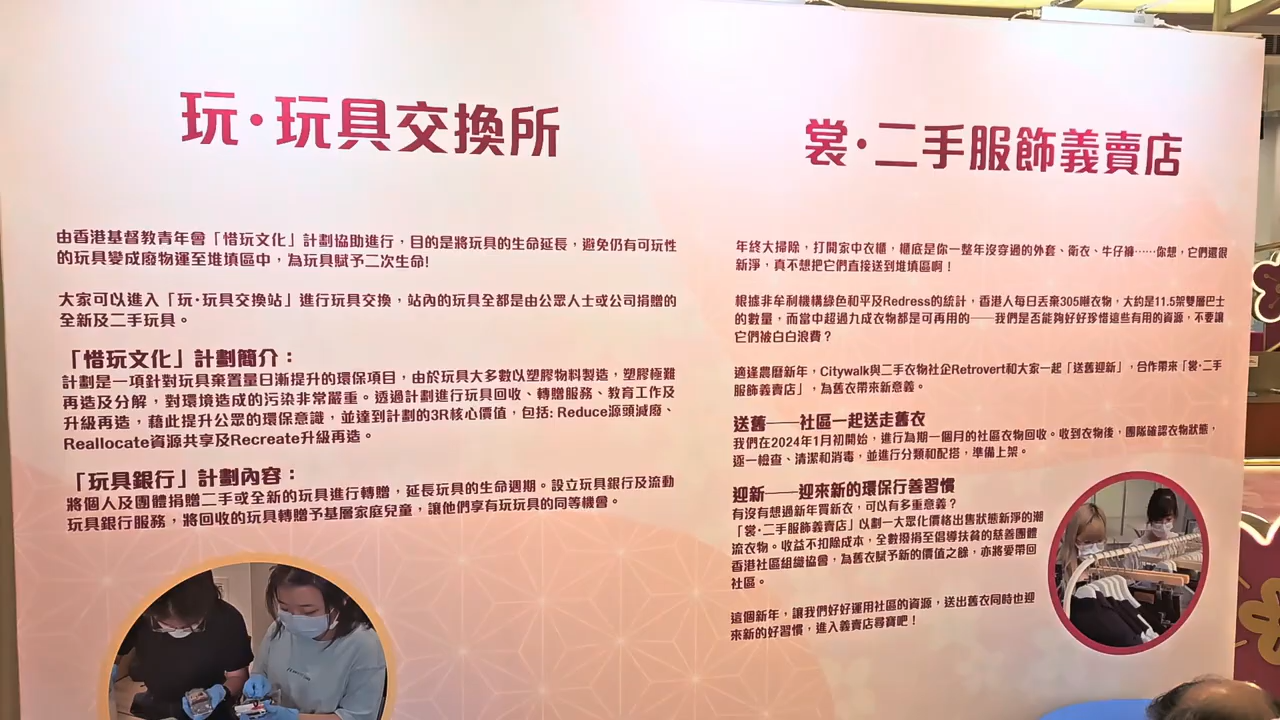 玩·玩具交換所
由香港基督教青年會「惜玩文化」計劃協助進行，目的是將玩具的生命延長，避免仍有可玩性
的玩具變成廢物運至堆填區中，為玩具賦予二次生命!
大家可以進入「玩·玩具交換站」進行玩具交換，站內的玩具全都是由公眾人士或公司捐贈的
全新及二手玩具。
「惜玩文化」計劃簡介：
計劃是一項針對玩具棄置量日漸提升的環保項目，由於玩具大多數以塑膠物料製造，塑膠極難
再造及分解，對環境造成的污染非常嚴重。透過計劃進行玩具回收、轉贈服務、教育工作及
升級再造，藉此提升公眾的環保意識，並達到計劃的3R核心價值，包括: Reduce源頭減廢、
Reallocate資源共享及Recreate升級再造。
「玩具銀行」計劃內容：
將個人及團體捐贈二手或全新的玩具進行轉贈，延長玩具的生命週期。設立玩具銀行及流動
玩具銀行服務，將回收的玩具轉贈予基層家庭兒童，讓他們享有玩玩具的同等機會。
裳·二手服飾義賣店
年終大掃除，打開家中衣櫃，櫃底是你一整年沒穿過的外套、衛衣、牛仔褲……你想，它們還很
新淨，真不想把它們直接送到堆填區啊！
根據非牟利機構綠色和平及Redress的統計，香港人每日丟棄305噸衣物，大約是11.5架雙層巴士
的數量，而當中超過九成衣物都是可再用的——我們是否能夠好好珍惜這些有用的資源，不要讓
它們被白白浪費？
適逢農曆新年，Citywalk與二手衣物社企Retrovert和大家一起「送舊迎新」，合作帶來「裳·二手
服飾義賣店」，為舊衣帶來新意義。
送舊——社區一起送走舊衣
我們在2024年1月初開始，進行為期一個月的社區衣物回收。收到衣物後，團隊確認衣物狀態，
逐一檢查、清潔和消毒，並進行分類和配搭，準備上架。
迎新——迎來新的環保行善習慣
有沒有想過新年買新衣，可以有多重意義？
「裳·二手服飾義賣店」以劃一大眾化價格出售狀態新淨的潮
流衣物。收益不扣除成本，全數撥捐至倡導扶貧的慈善團體
香港社區組織協會，為舊衣賦予新的價值之餘，亦將愛帶回
社區。
這個新年，讓我們好好運用社區的資源，送出舊衣同時也迎
來新的好習慣，進入義賣店尋寶吧！